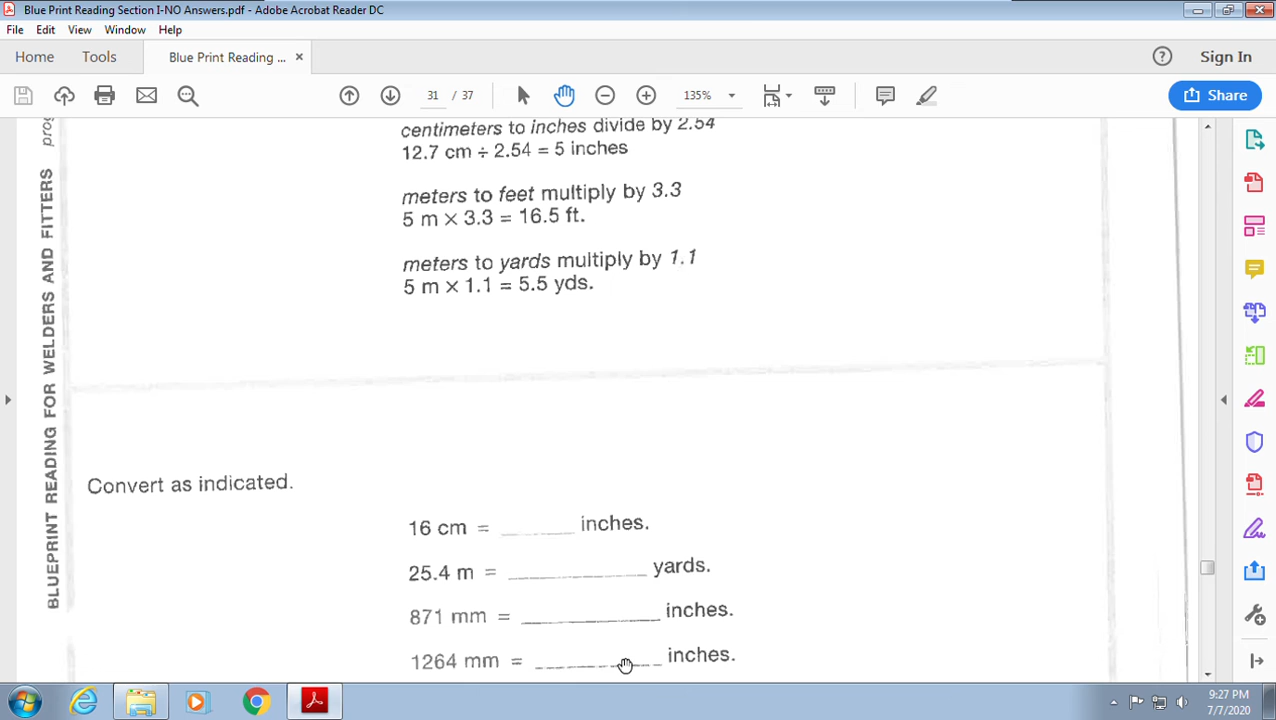 Blue Print Reading Section I-NO Answers.pdf - Adobe Acrobat Reader DC
File Edit View Window Help
Home Tools Blue Print Reading ... × Sign In
31 / 37 135% Share
centimeters to inches divide by 2.54
12.7 cm ÷ 2.54 = 5 inches
meters to feet multiply by 3.3
5 m × 3.3 = 16.5 ft.
meters to yards multiply by 1.1
5 m × 1.1 = 5.5 yds.
BLUEPRINT READING FOR WELDERS AND FITTERS
Convert as indicated.
16 cm = ______ inches.
25.4 m = ______ yards.
871 mm = ______ inches.
1264 mm = ______ inches.
9:27 PM
7/7/2020